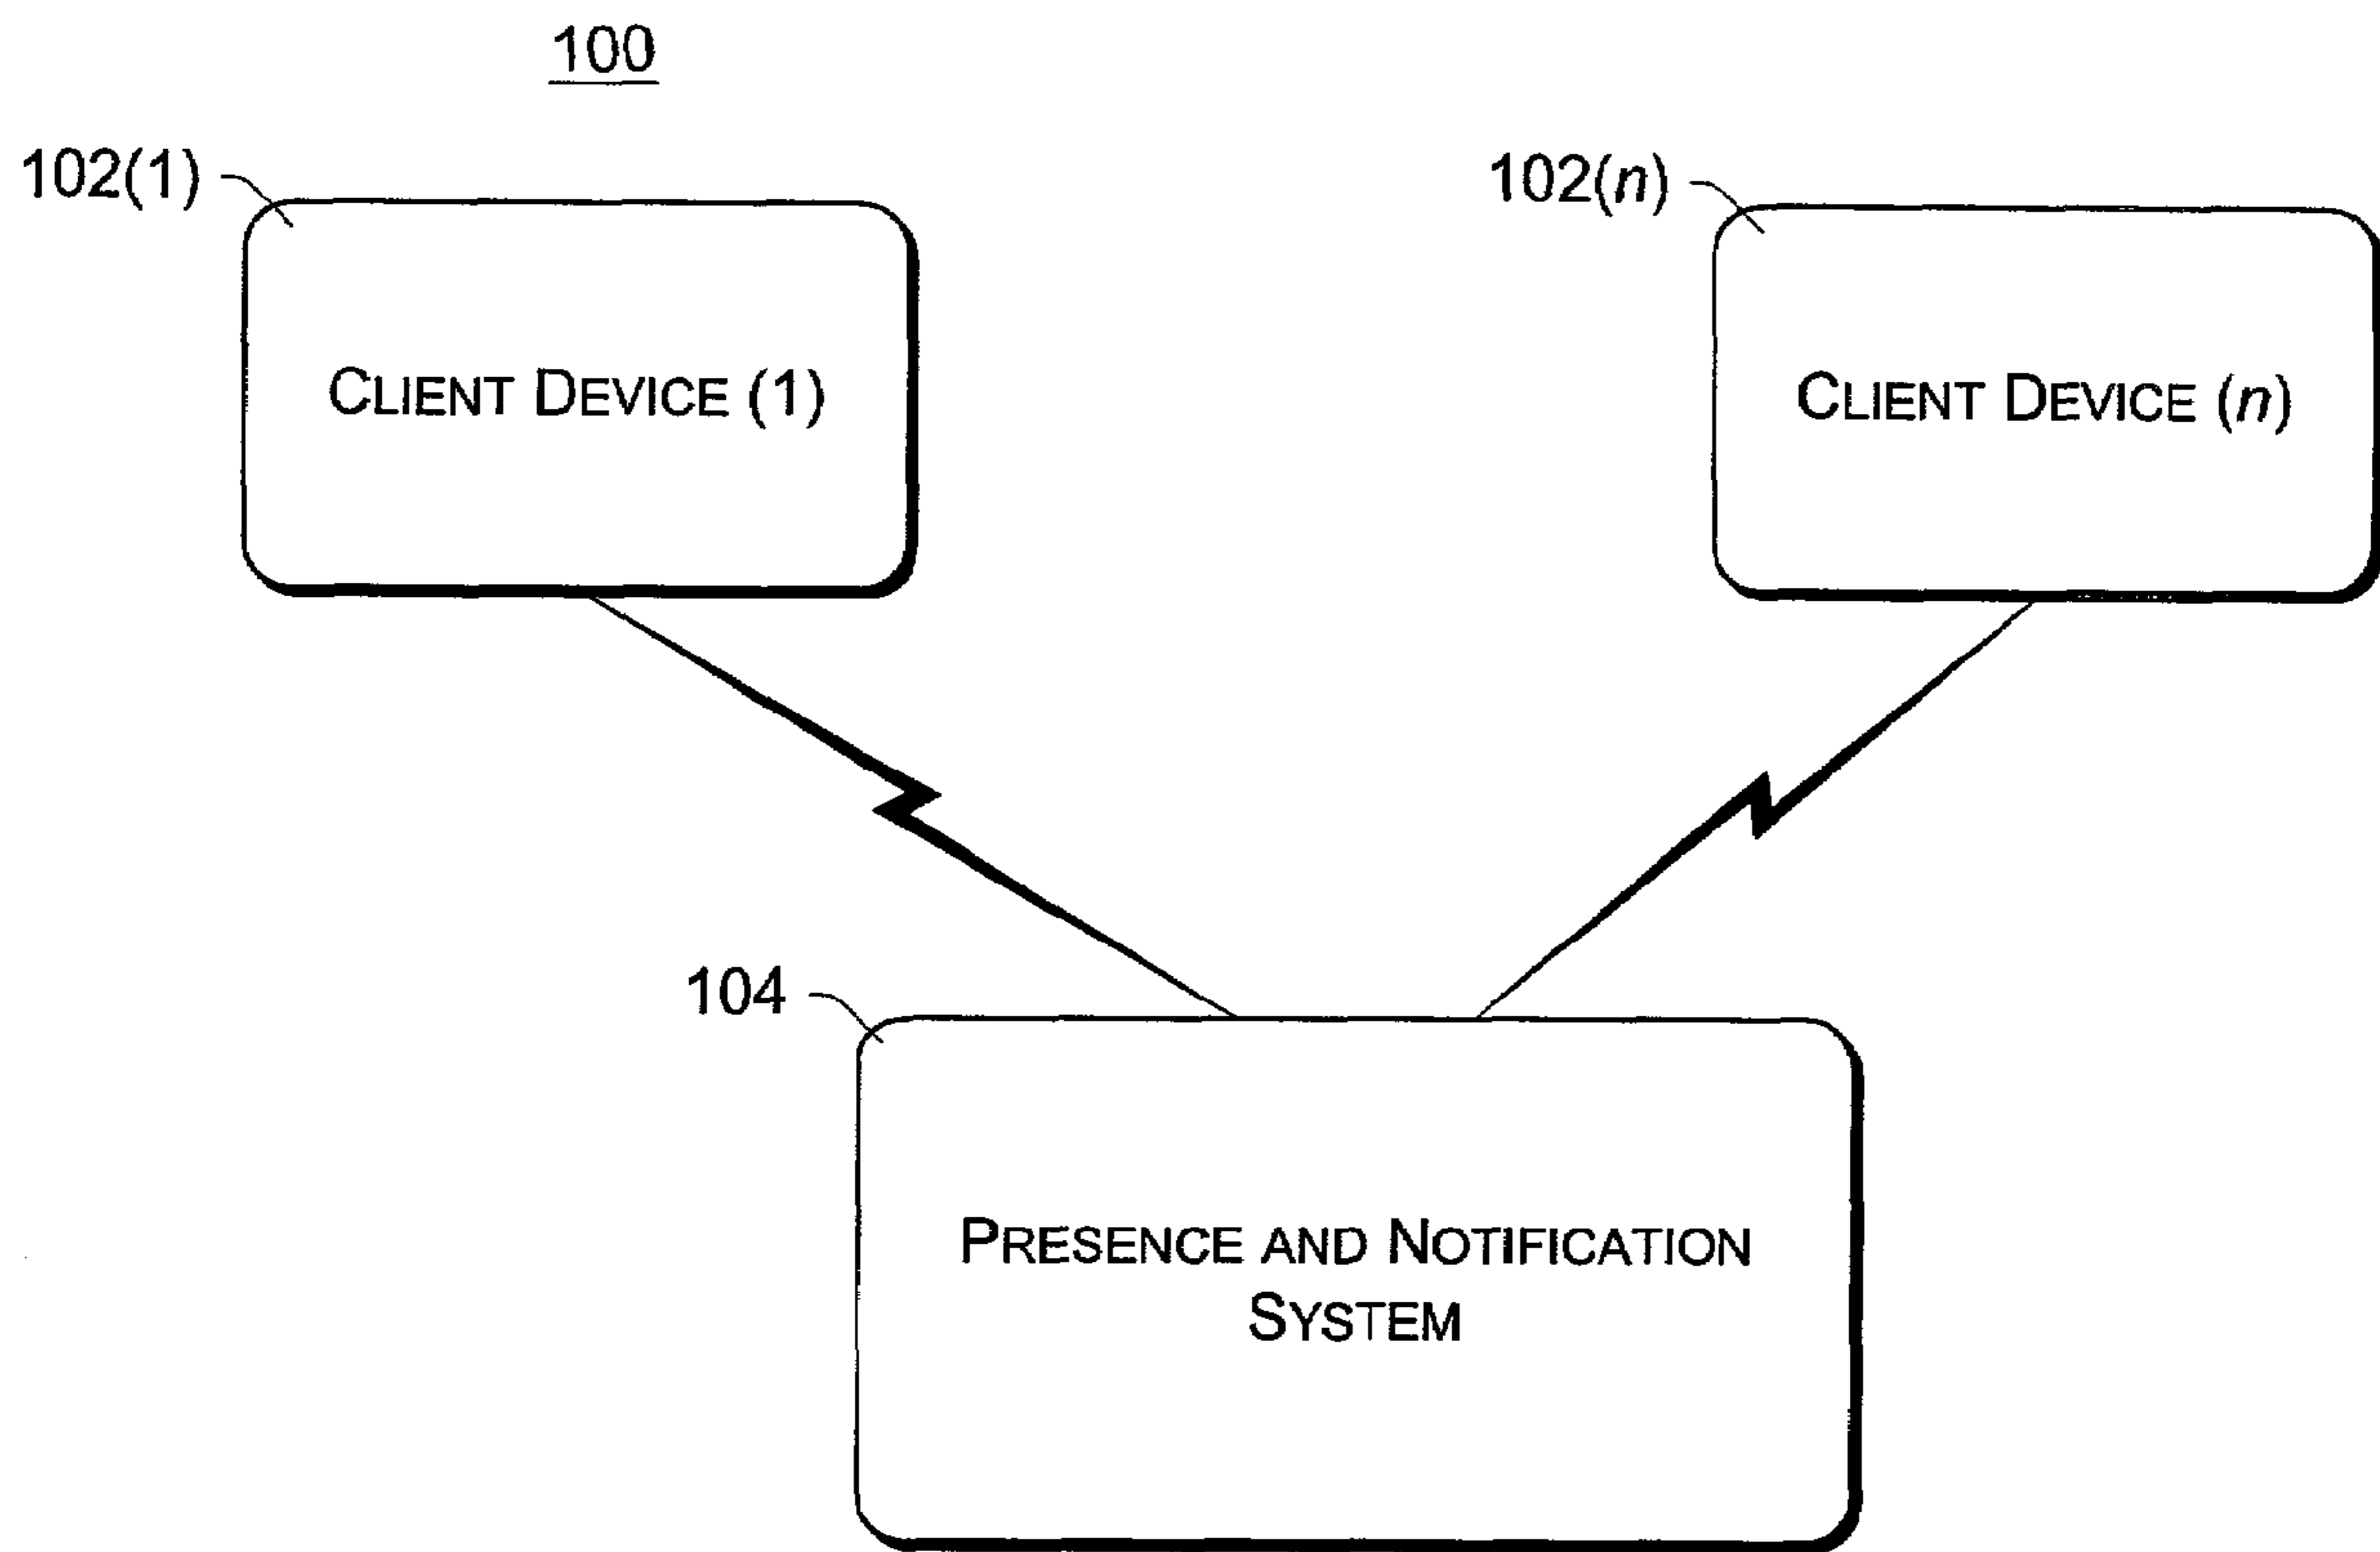 100
102(1)
102(n)
CLIENT DEVICE (1)
CLIENT DEVICE (n)
104
PRESENCE AND NOTIFICATION
SYSTEM